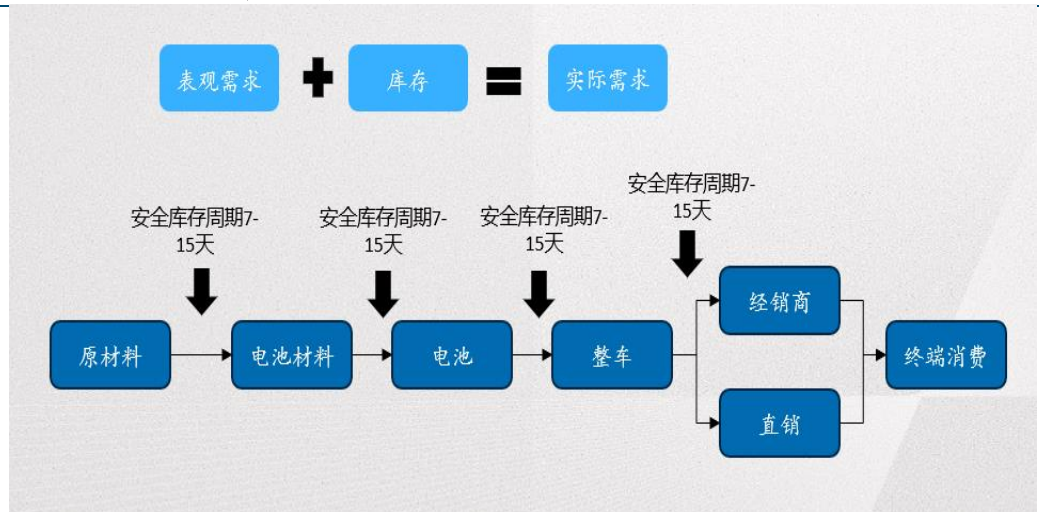 表观需求
库存
实际需求
安全库存周期7-
15天
安全库存周期7-
15天
安全库存周期7-
15天
安全库存周期7-
15天
原材料
电池材料
电池
整车
经销商
直销
终端消费